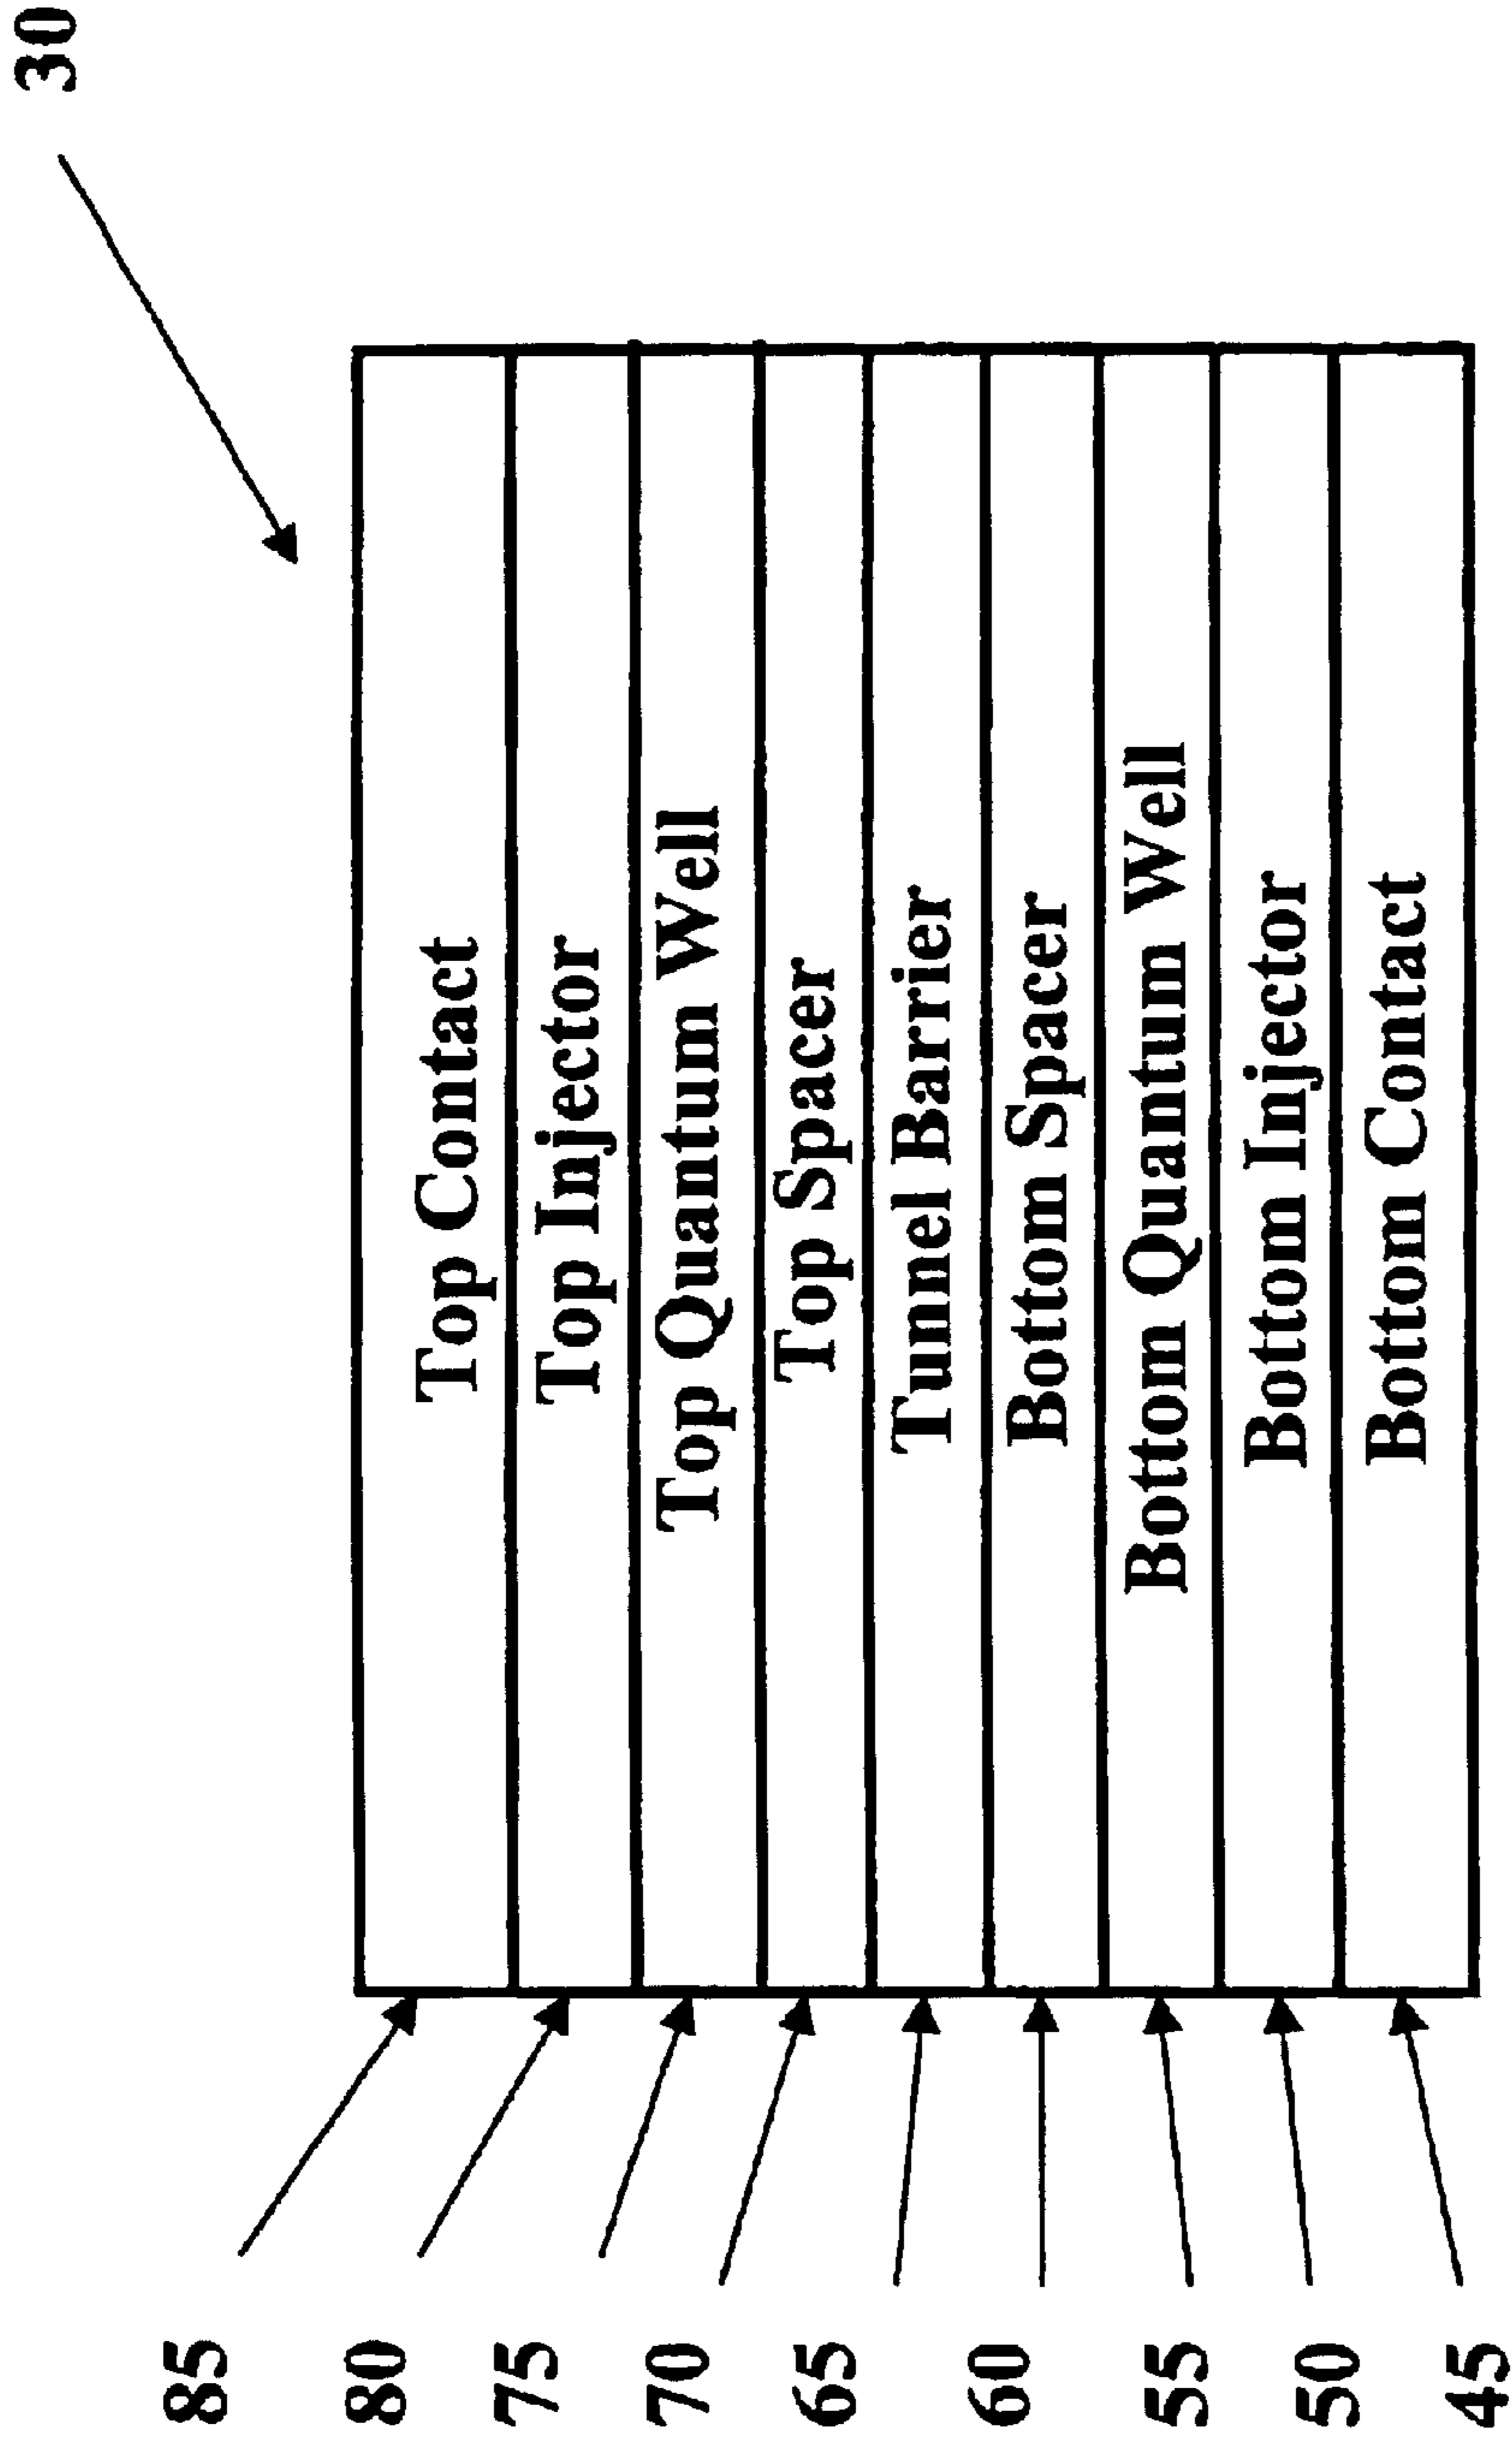 30
85
Top Contact
80
Top Injector
75
Top Quantum Well
70
Top Spacer
65
Tunnel Barrier
60
Bottom Spacer
55
Bottom Quantum Well
50
Bottom Injector
45
Bottom Contact